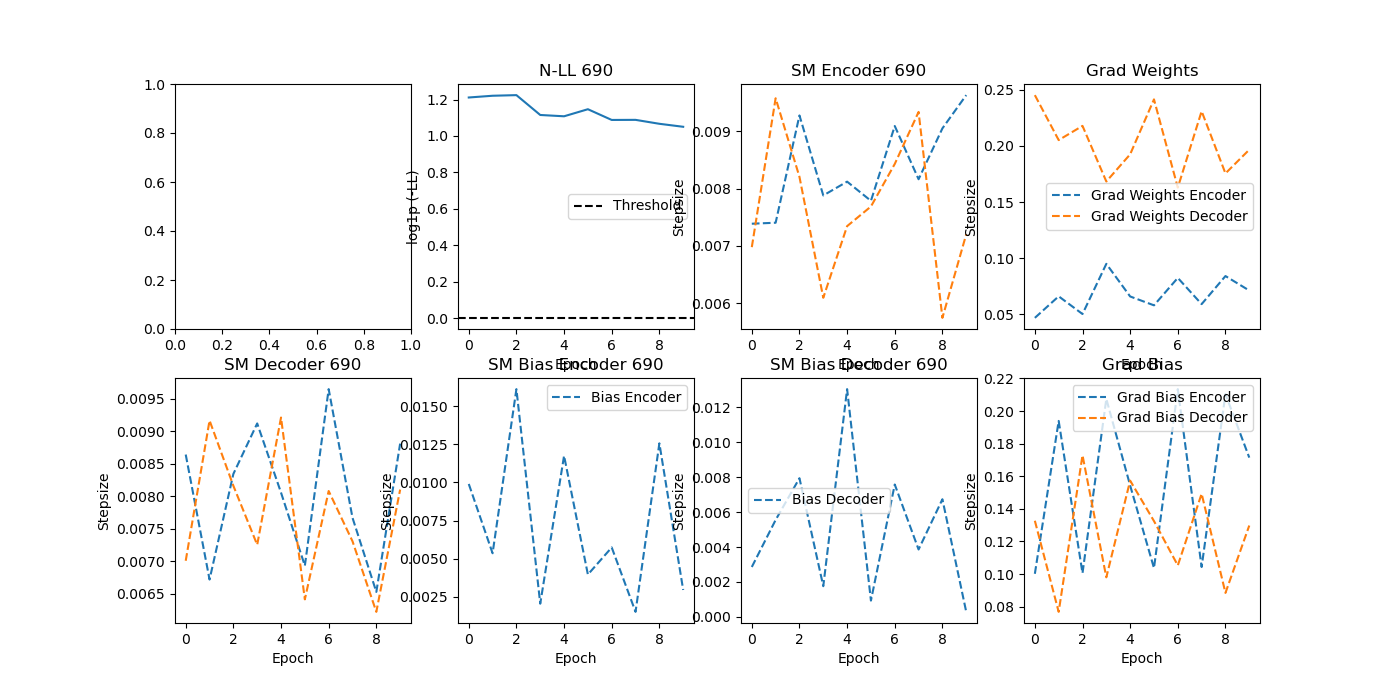 N-LL 690
SM Encoder 690
Grad Weights
1.0
0.8
0.6
0.4
0.2
0.0
0.0 0.2 0.4 0.6 0.8 1.0
log1p (-LL)
1.2
1.0
0.8
0.6
0.4
0.2
0.0
Threshold
0 2 4 6 8
Epoch
Stepsize
0.009
0.008
0.007
0.006
0 2 4 6 8
Epoch
Stepsize
0.25
0.20
0.15
0.10
0.05
Grad Weights Encoder
Grad Weights Decoder
0 2 4 6 8
Epoch
SM Decoder 690
SM Bias Encoder 690
SM Bias Decoder 690
Grad Bias
Stepsize
0.0095
0.0090
0.0085
0.0080
0.0075
0.0070
0.0065
0 2 4 6 8
Epoch
Stepsize
0.0150
0.0125
0.0100
0.0075
0.0050
0.0025
Bias Encoder
0 2 4 6 8
Epoch
Stepsize
0.012
0.010
0.008
0.006
0.004
0.002
0.000
Bias Decoder
0 2 4 6 8
Epoch
Stepsize
0.22
0.20
0.18
0.16
0.14
0.12
0.10
0.08
Grad Bias Encoder
Grad Bias Decoder
0 2 4 6 8
Epoch